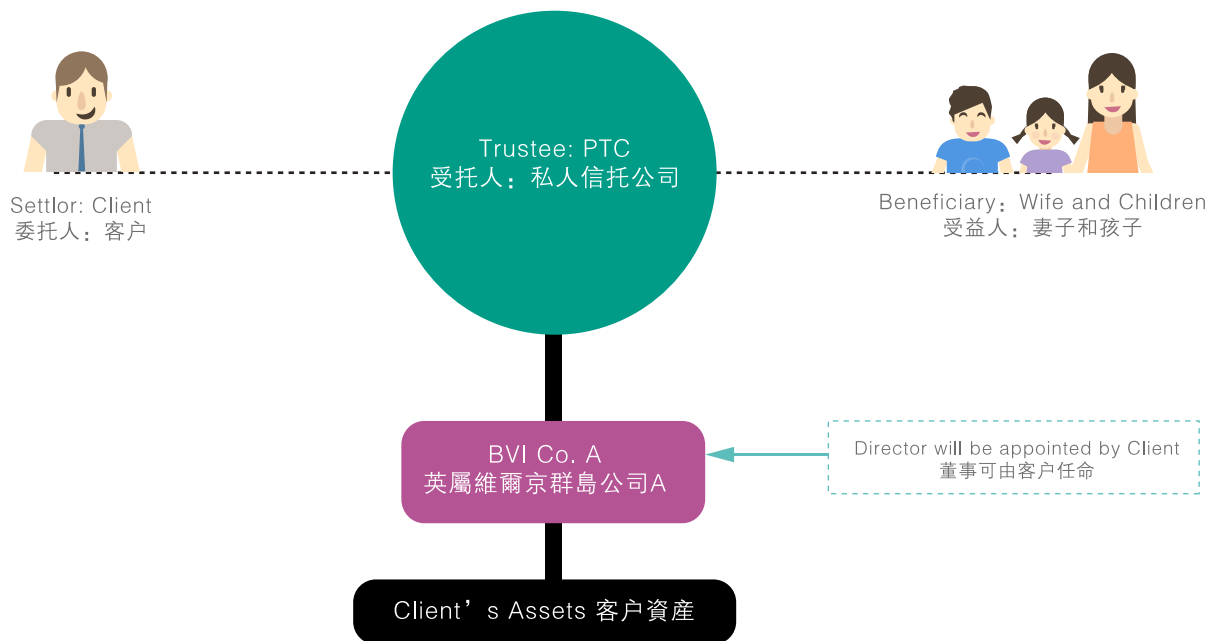 Trustee: PTC
受托人：私人信托公司
Settlor: Client
委托人：客户
Beneficiary：Wife and Children
受益人：妻子和孩子
BVI Co. A
英屬維爾京群島公司A
Director will be appointed by Client
董事可由客户任命
Client’s Assets 客户資産